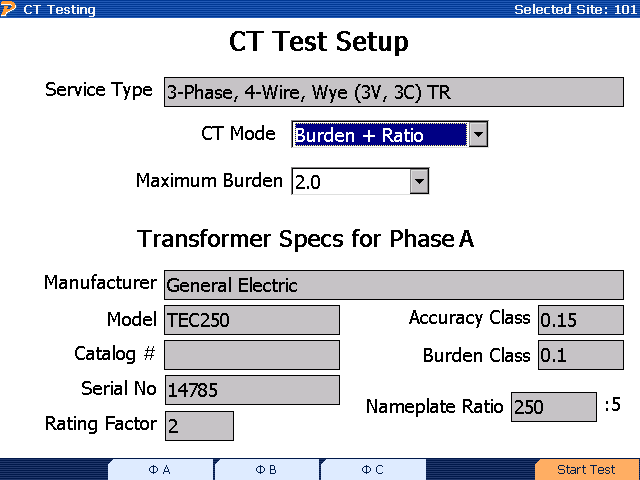 CT Testing Selected Site: 101
CT Test Setup
Service Type 3-Phase, 4-Wire, Wye (3V, 3C) TR
CT Mode Burden + Ratio
Maximum Burden 2.0
Transformer Specs for Phase A
Manufacturer General Electric
Model TEC250 Accuracy Class 0.15
Catalog # Burden Class 0.1
Serial No 14785
Nameplate Ratio 250 :5
Rating Factor 2
Φ A Φ B Φ C Start Test